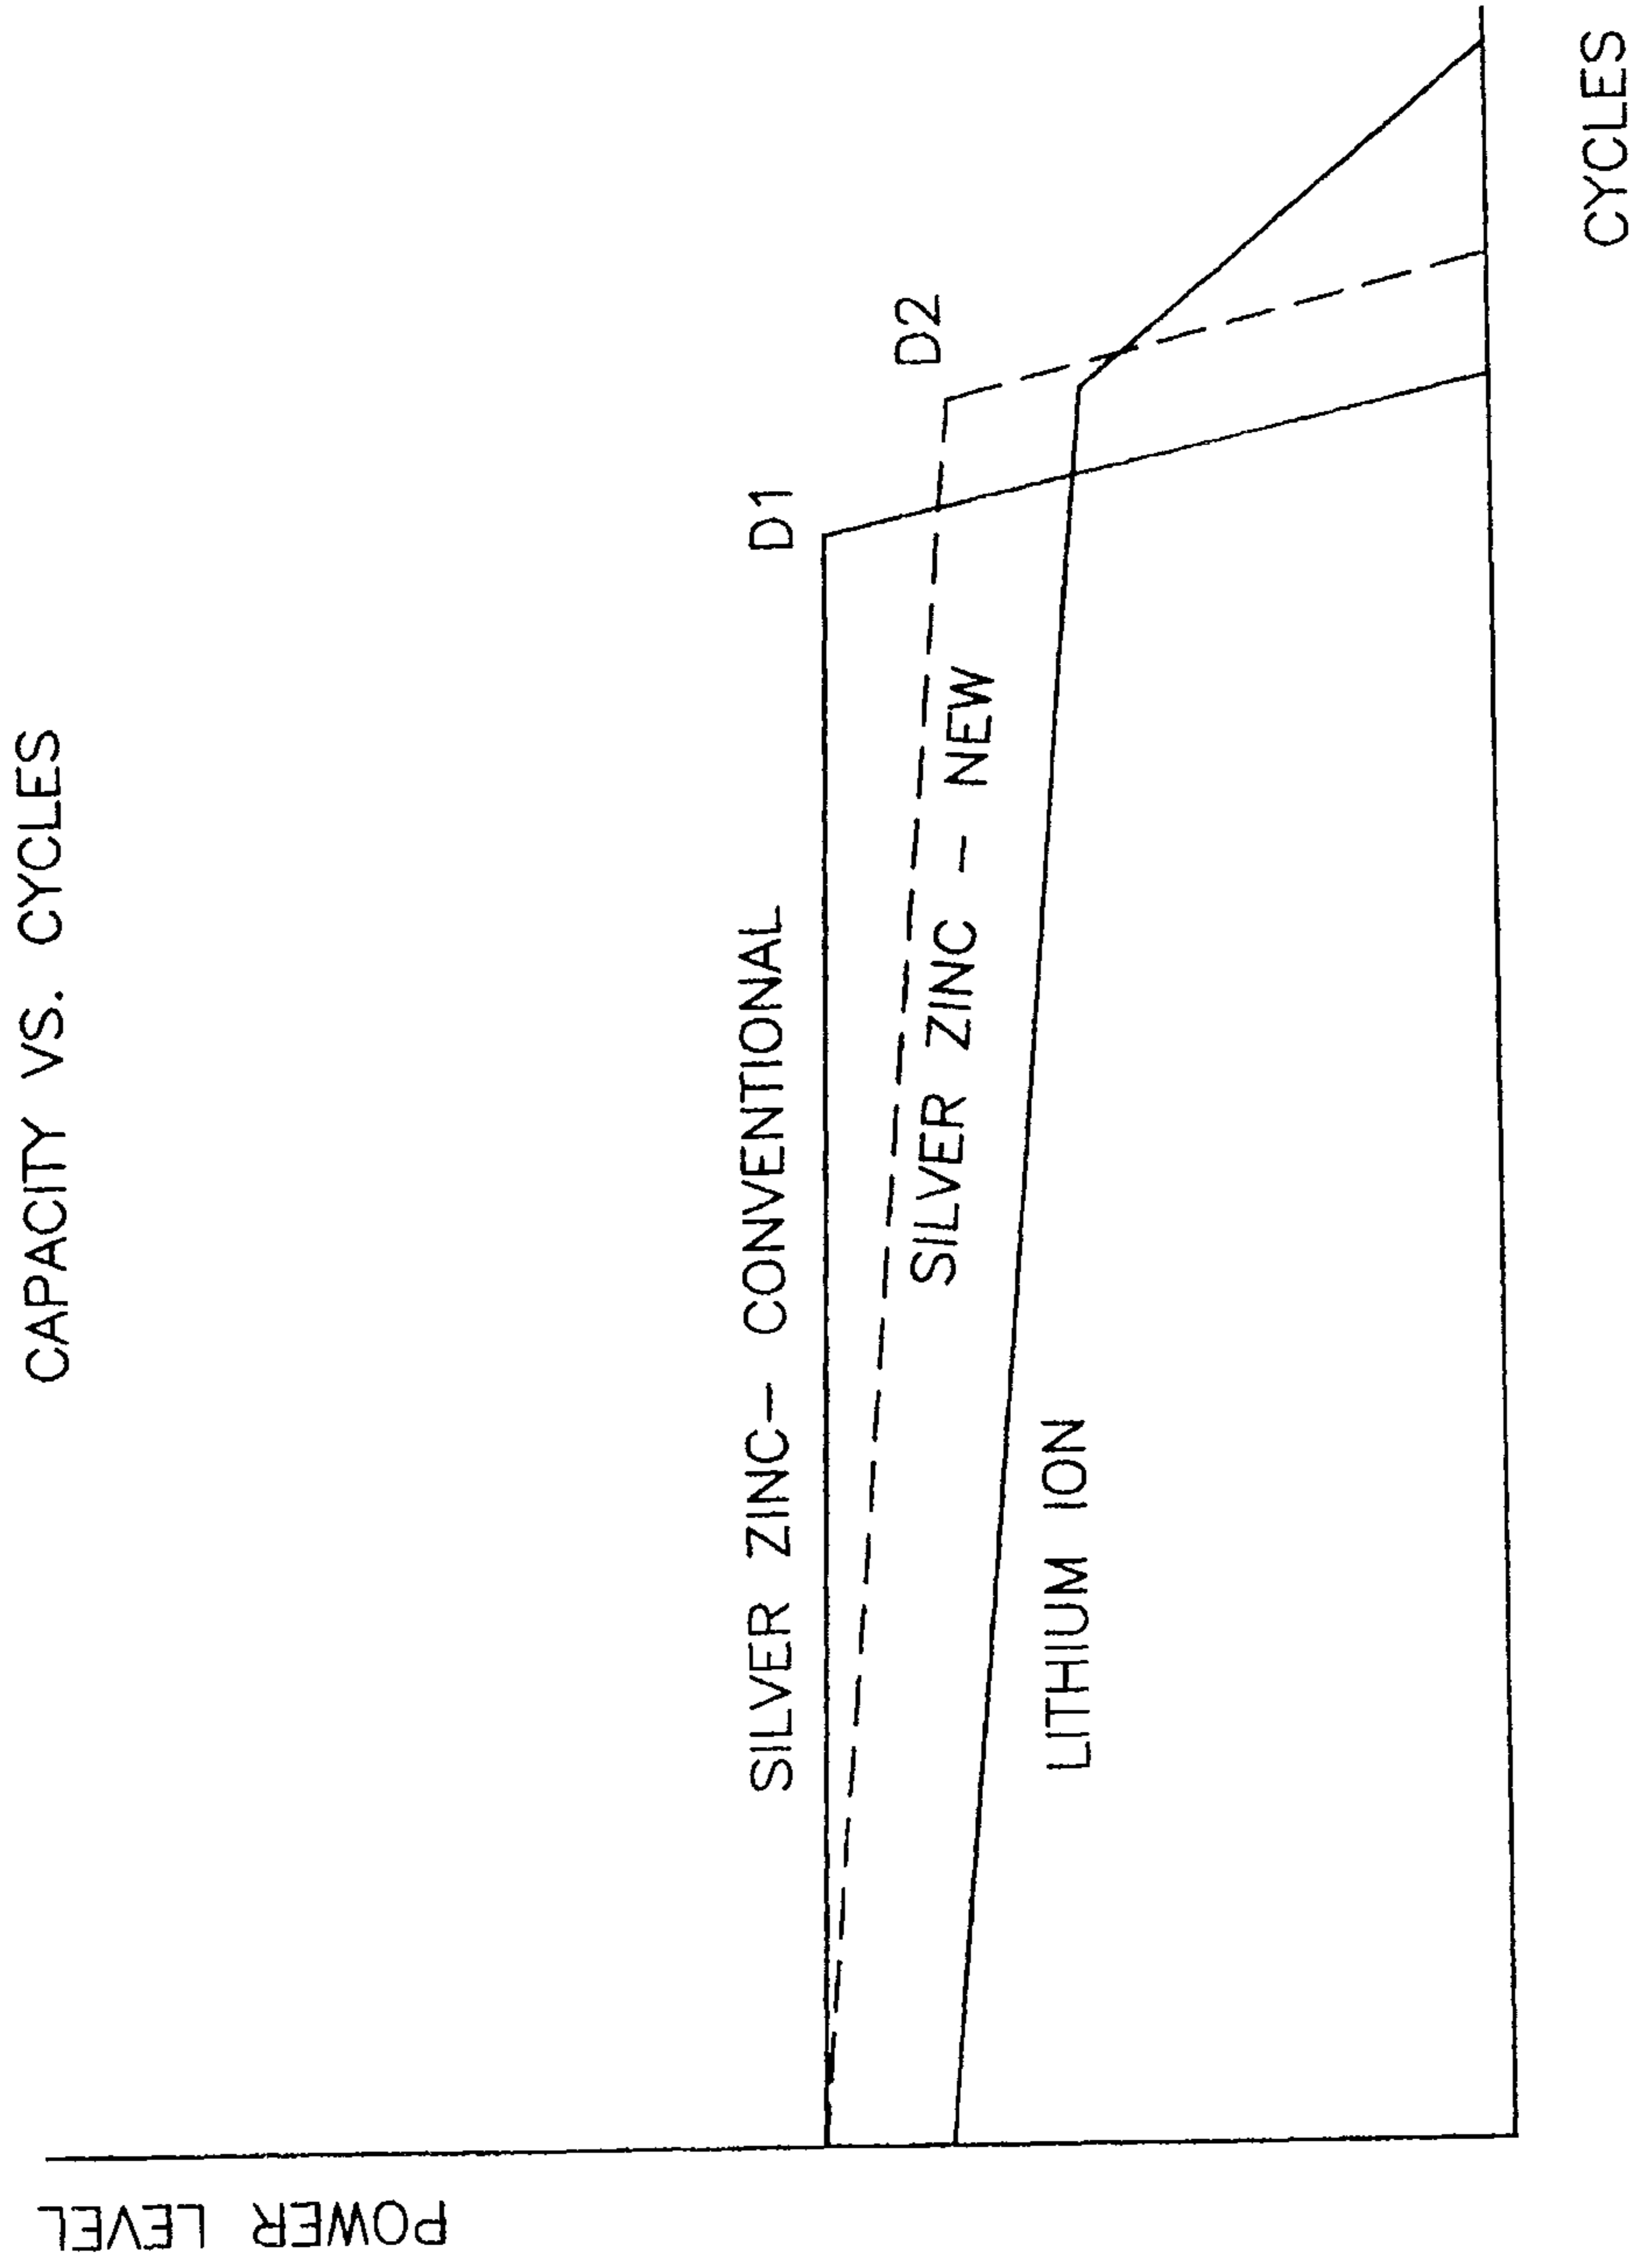 CAPACITY VS. CYCLES
POWER LEVEL
SILVER ZINC– CONVENTIONAL
D1
D2
SILVER ZINC – NEW
LITHIUM ION
CYCLES